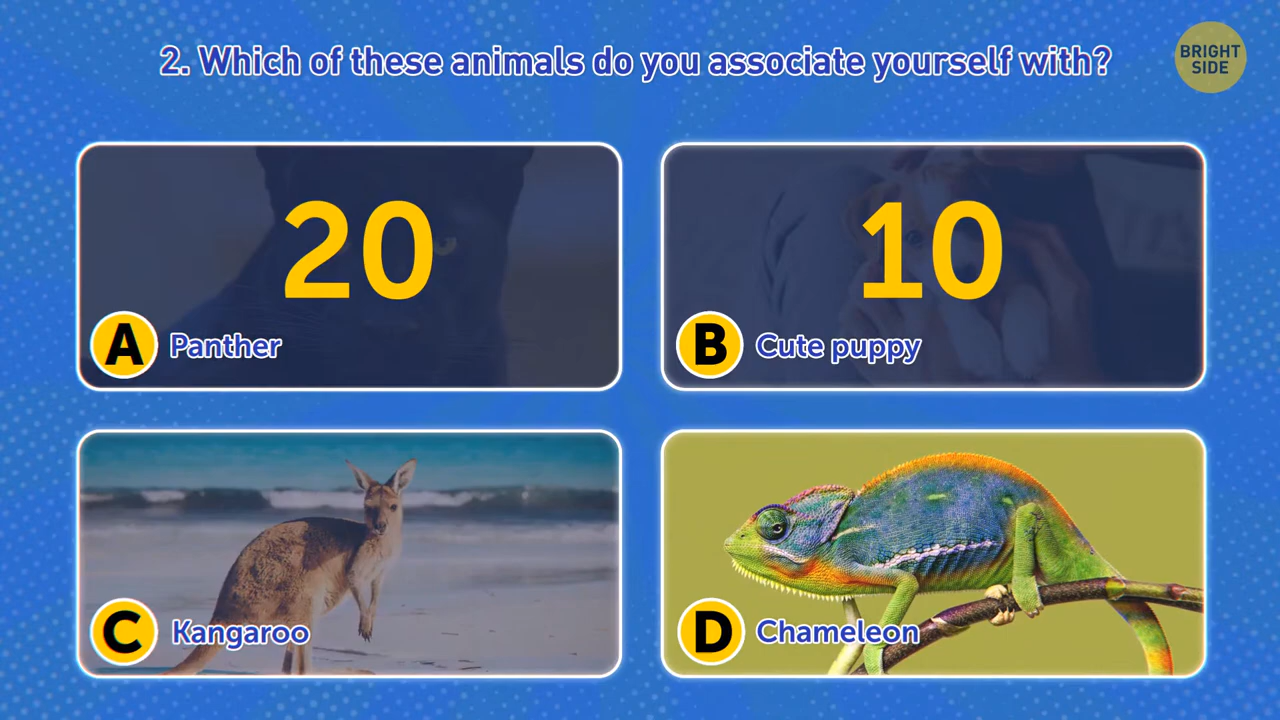 2. Which of these animals do you associate yourself with?
BRIGHT
SIDE
20
A Panther
10
B Cute puppy
C Kangaroo
D Chameleon